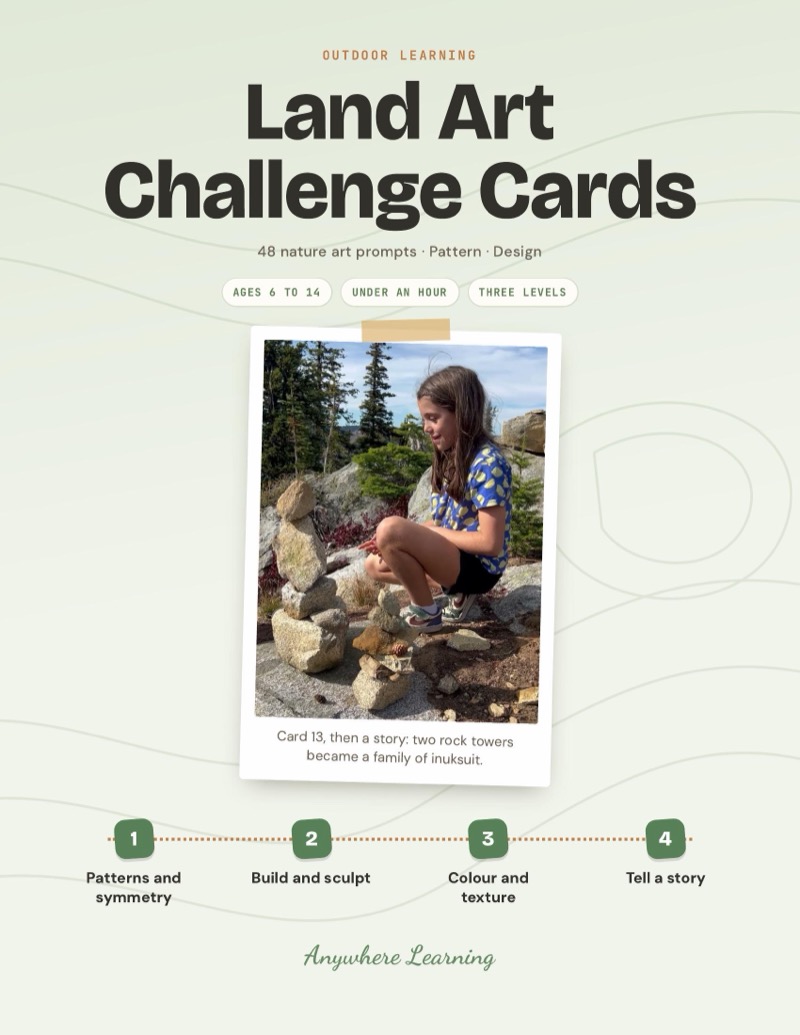 OUTDOOR LEARNING
Land Art
Challenge Cards
48 nature art prompts · Pattern · Design
AGES 6 TO 14
UNDER AN HOUR
THREE LEVELS
Card 13, then a story: two rock towers
became a family of inuksuit.
1
2
3
4
Patterns and
symmetry
Build and sculpt
Colour and
texture
Tell a story
Anywhere Learning